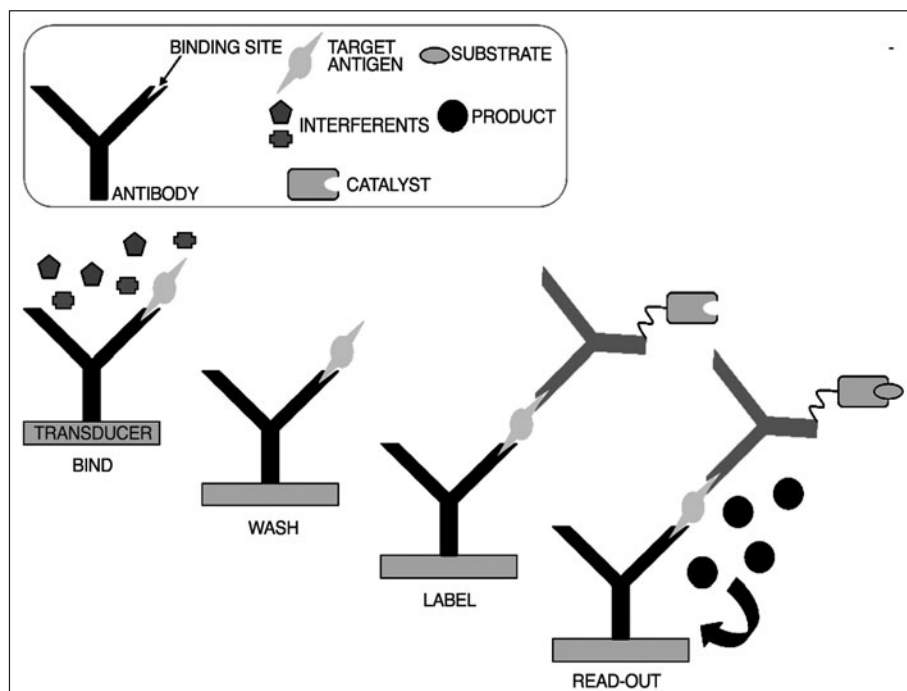 BINDING SITE
TARGET
ANTIGEN
SUBSTRATE
INTERFERENTS
PRODUCT
CATALYST
ANTIBODY
TRANSDUCER
BIND
WASH
LABEL
READ-OUT